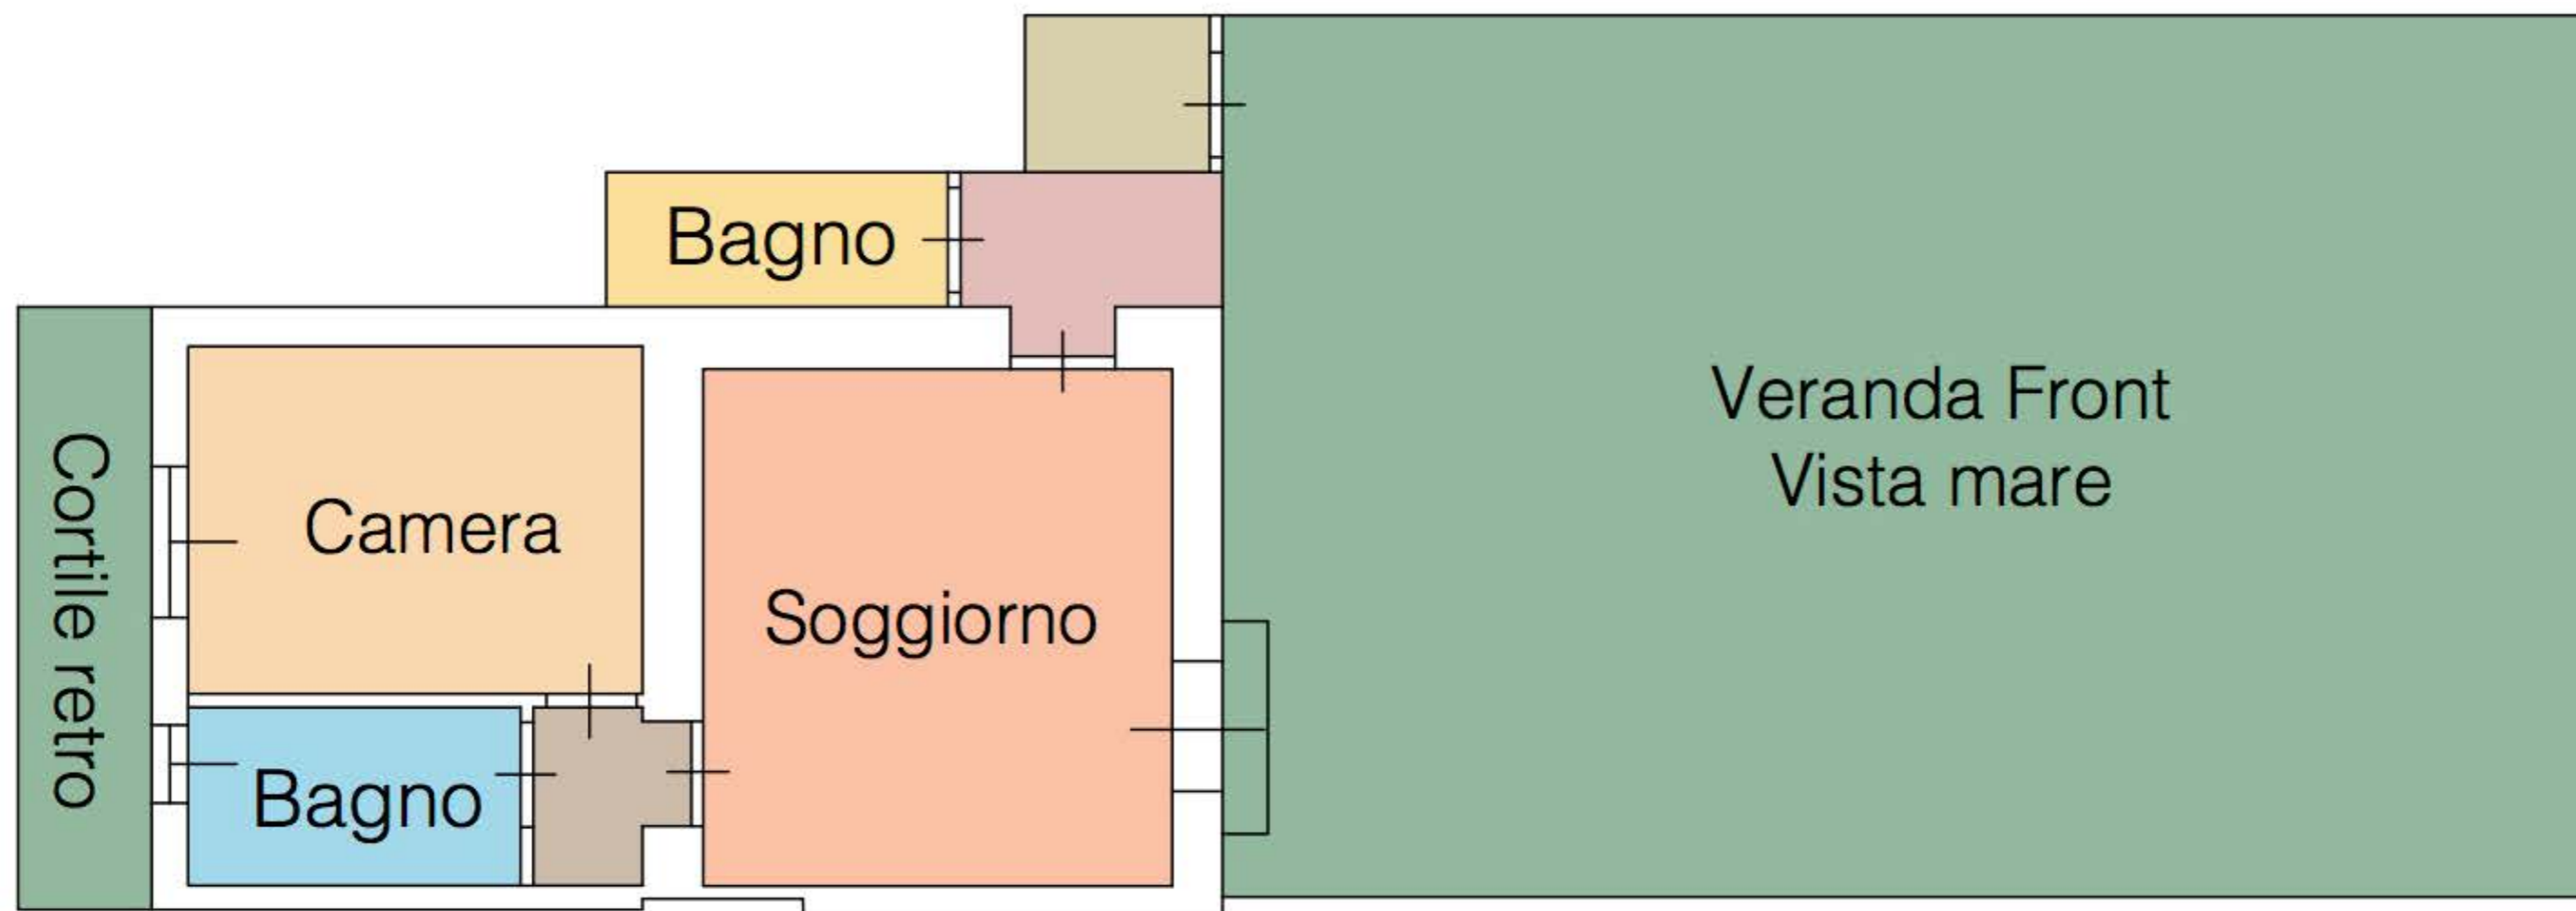 Bagno
Veranda Front
Vista mare
Cortile retro
Camera
Soggiorno
Bagno